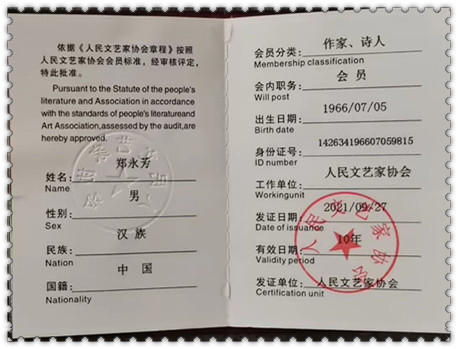 依据《人民文艺家协会章程》按照
人民文艺家协会会员标准，经审核评定，
特此批准。
Pursuant to the Statute of the people's
literature and Association in accordance
with the standards of people's literatureand
Art Association,assessed by the audit,are
hereby approved.
姓名： 郑永芳
Name
性别： 男
Sex
民族： 汉 族
Nation
国籍： 中 国
Nationality
会员分类： 作家、诗人
Membership classification
会内职务： 会 员
Will post
出生日期： 1966/07/05
Birth date
身份证号： 142634196607059815
ID number
工作单位： 人民文艺家协会
Workingunit
发证日期： 2021/09/27
Date of issuance
有效日期： 10年
Validity period
发证单位： 人民文艺家协会
Certification unit
人民文艺家协会